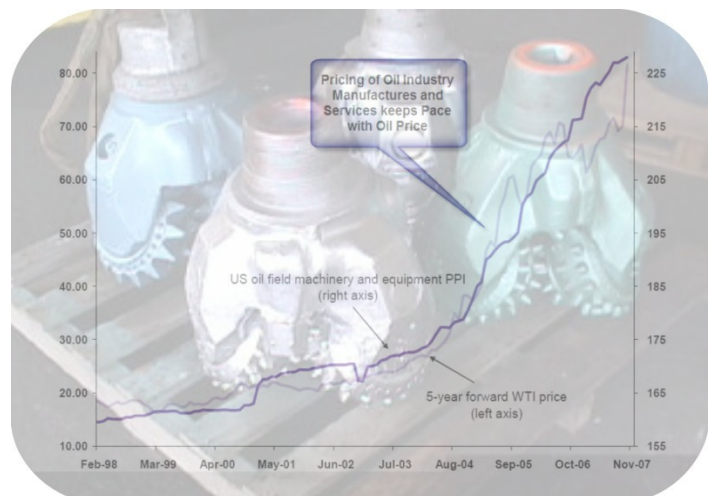 Pricing of Oil Industry
Manufactures and
Services keeps Pace
with Oil Price
80.00
70.00
60.00
50.00
40.00
30.00
20.00
10.00
225
215
205
195
185
175
165
155
US oil field machinery and equipment PPI
(right axis)
5-year forward WTI price
(left axis)
Feb-98 Mar-99 Apr-00 May-01 Jun-02 Jul-03 Aug-04 Sep-05 Oct-06 Nov-07